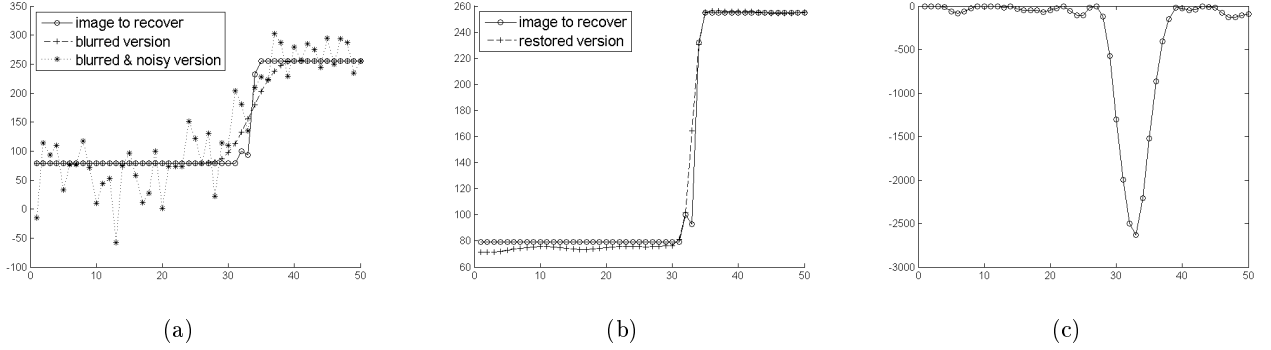 350
300
250
200
150
100
50
0
-50
-100
0 10 20 30 40 50
image to recover
blurred version
blurred & noisy version
(a)
260
240
220
200
180
160
140
120
100
80
60
0 10 20 30 40 50
image to recover
restored version
(b)
0
-500
-1000
-1500
-2000
-2500
-3000
0 10 20 30 40 50
(c)